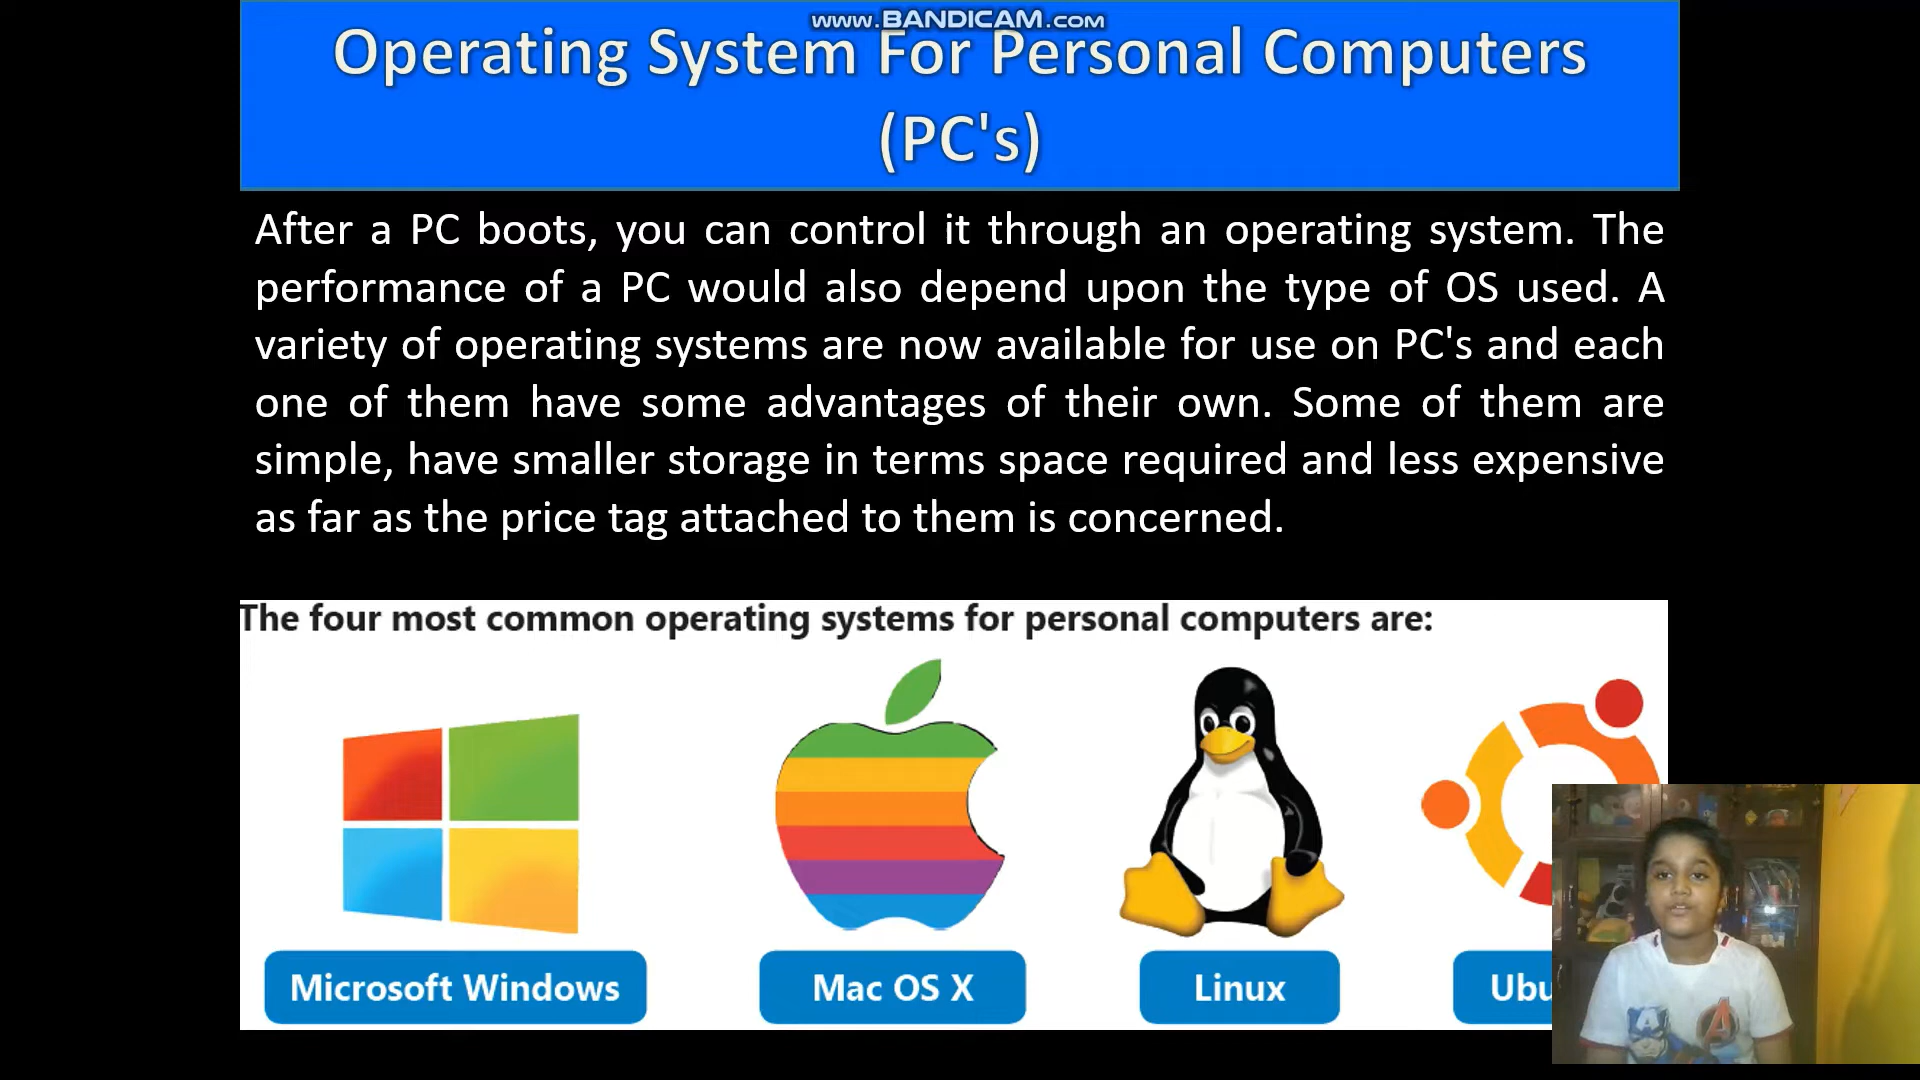 www.BANDICAM.com
Operating System For Personal Computers
(PC's)
After a PC boots, you can control it through an operating system. The
performance of a PC would also depend upon the type of OS used. A
variety of operating systems are now available for use on PC's and each
one of them have some advantages of their own. Some of them are
simple, have smaller storage in terms space required and less expensive
as far as the price tag attached to them is concerned.
The four most common operating systems for personal computers are:
Microsoft Windows
Mac OS X
Linux
Ubu